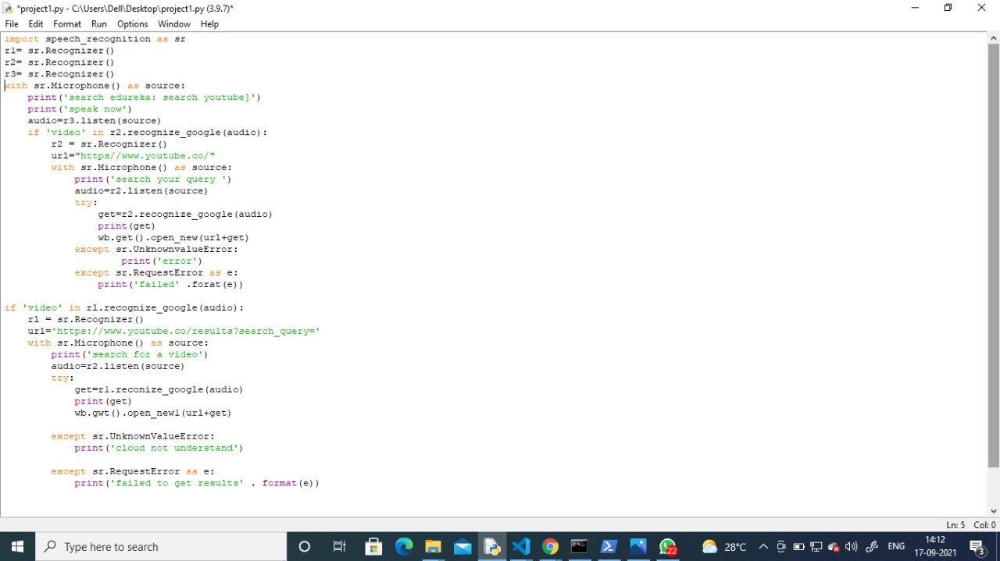 *project1.py - C:\Users\Dell\Desktop\project1.py (3.9.7)*
File Edit Format Run Options Window Help
import speech_recognition as sr
r1= sr.Recognizer()
r2= sr.Recognizer()
r3= sr.Recognizer()
with sr.Microphone() as source:
    print('search edureka: search youtube]')
    print('speak now')
    audio=r3.listen(source)
    if 'video' in r2.recognize_google(audio):
        r2 = sr.Recognizer()
        url="https//www.youtube.co/"
        with sr.Microphone() as source:
            print('search your query ')
            audio=r2.listen(source)
            try:
                get=r2.recognize_google(audio)
                print(get)
                wb.get().open_new(url+get)
            except sr.UnknownvalueError:
                    print('error')
            except sr.RequestError as e:
                print('failed' .forat(e))
if 'video' in r1.recognize_google(audio):
    r1 = sr.Recognizer()
    url='https://www.youtube.co/results?search_query='
    with sr.Microphone() as source:
        print('search for a video')
        audio=r2.listen(source)
        try:
            get=r1.reconize_google(audio)
            print(get)
            wb.gwt().open_new1(url+get)
        except sr.UnknownValueError:
            print('cloud not understand')
        except sr.RequestError as e:
            print('failed to get results' . format(e))
Ln: 5 Col: 0
Type here to search
22
28°C
ENG
14:12
17-09-2021
3